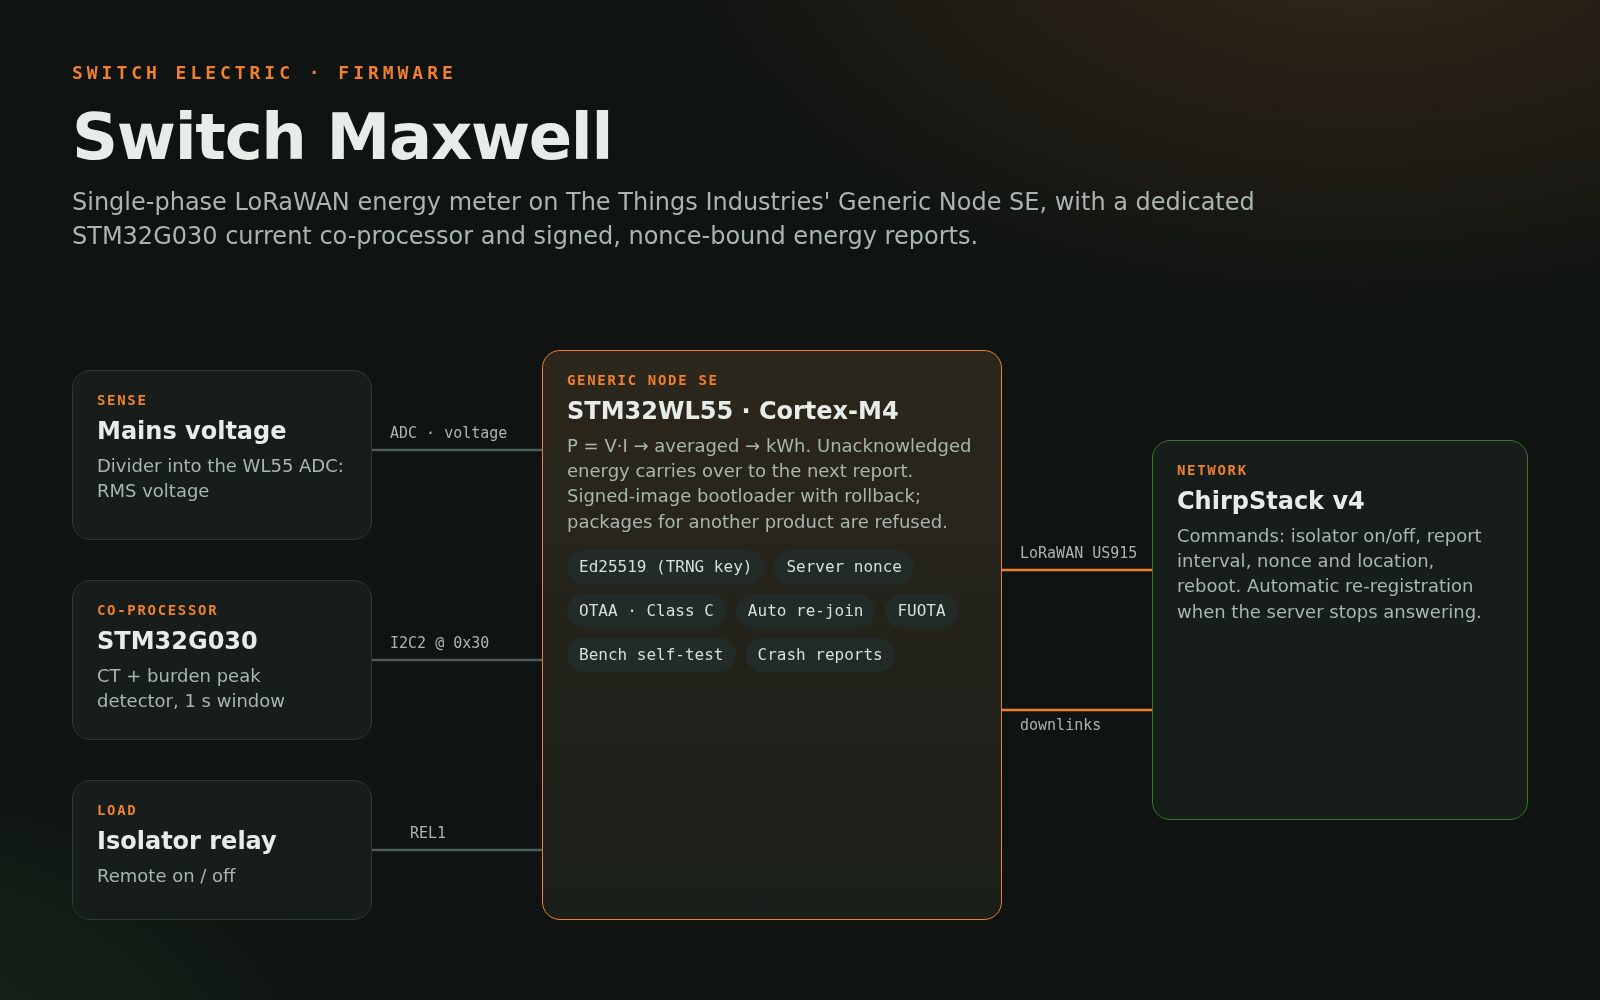 SWITCH ELECTRIC · FIRMWARE
Switch Maxwell
Single-phase LoRaWAN energy meter on The Things Industries' Generic Node SE, with a dedicated
STM32G030 current co-processor and signed, nonce-bound energy reports.
SENSE
Mains voltage
Divider into the WL55 ADC:
RMS voltage
ADC · voltage
CO-PROCESSOR
STM32G030
CT + burden peak
detector, 1 s window
I2C2 @ 0x30
LOAD
Isolator relay
Remote on / off
REL1
GENERIC NODE SE
STM32WL55 · Cortex-M4
P = V·I → averaged → kWh. Unacknowledged
energy carries over to the next report.
Signed-image bootloader with rollback;
packages for another product are refused.
Ed25519 (TRNG key) Server nonce
OTAA · Class C Auto re-join FUOTA
Bench self-test Crash reports
LoRaWAN US915
downlinks
NETWORK
ChirpStack v4
Commands: isolator on/off, report
interval, nonce and location,
reboot. Automatic re-registration
when the server stops answering.